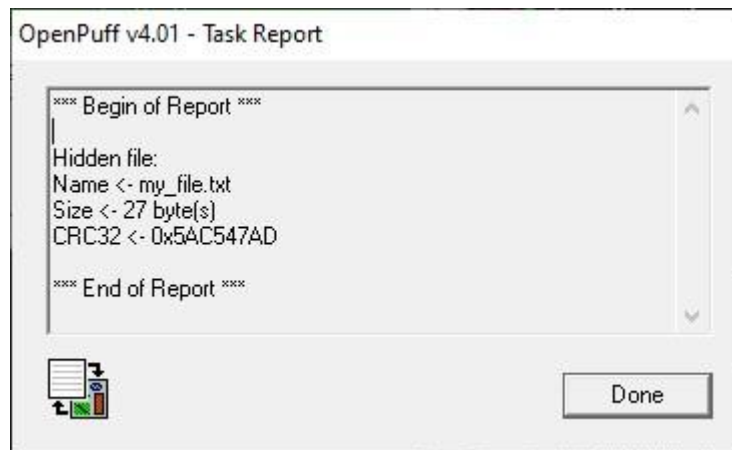 OpenPuff v4.01 - Task Report
*** Begin of Report ***
Hidden file:
Name <- my_file.txt
Size <- 27 byte(s)
CRC32 <- 0x5AC547AD
*** End of Report ***
Done